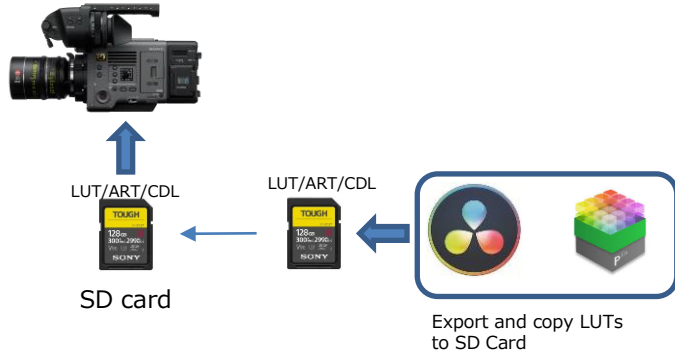 SONY
LUT/ART/CDL
LUT/ART/CDL
TOUGH
128GB
SONY
TOUGH
128GB
SONY
SD card
P
Export and copy LUTs
to SD Card